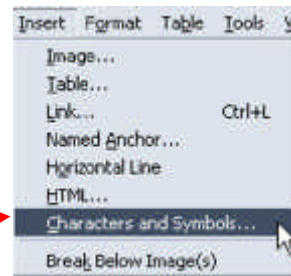 Insert Format Table Tools
Image...
Table...
Link... Ctrl+L
Named Anchor...
Horizontal Line
HTML...
Characters and Symbols...
Break Below Image(s)